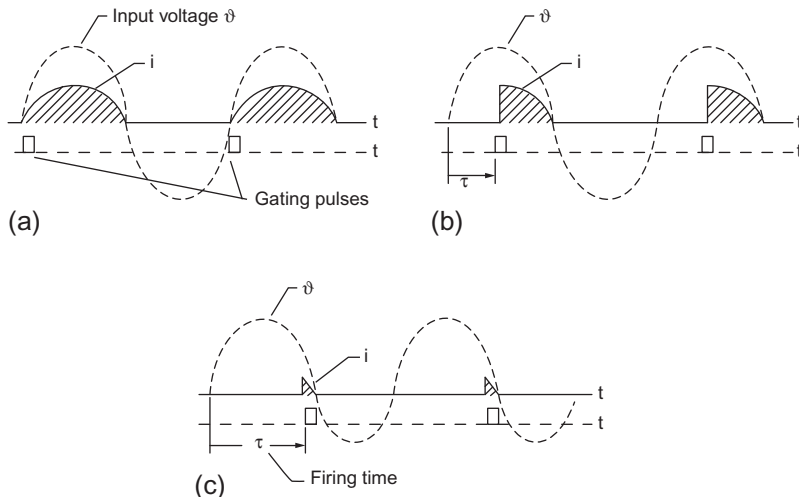 Input voltage ϑ
i
t
t
Gating pulses
(a)
ϑ
i
t
t
τ
(b)
ϑ
i
t
t
τ
Firing time
(c)